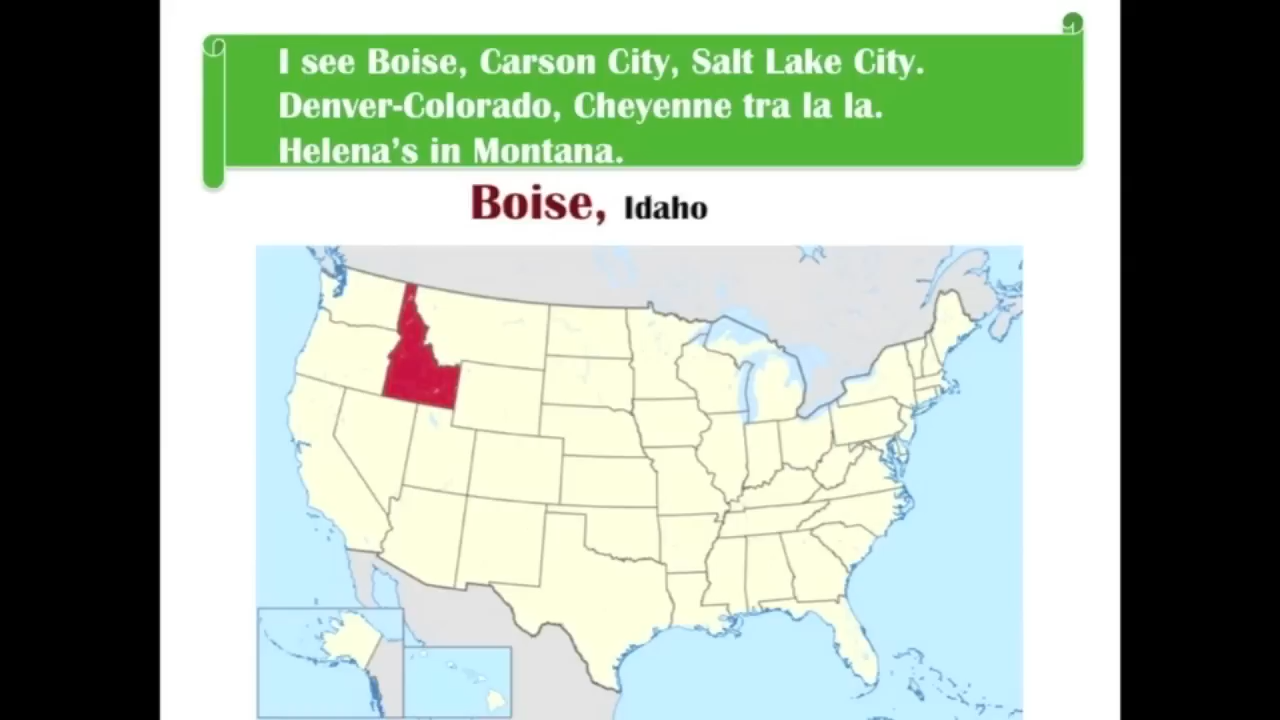 I see Boise, Carson City, Salt Lake City.
Denver-Colorado, Cheyenne tra la la.
Helena's in Montana.
Boise, Idaho